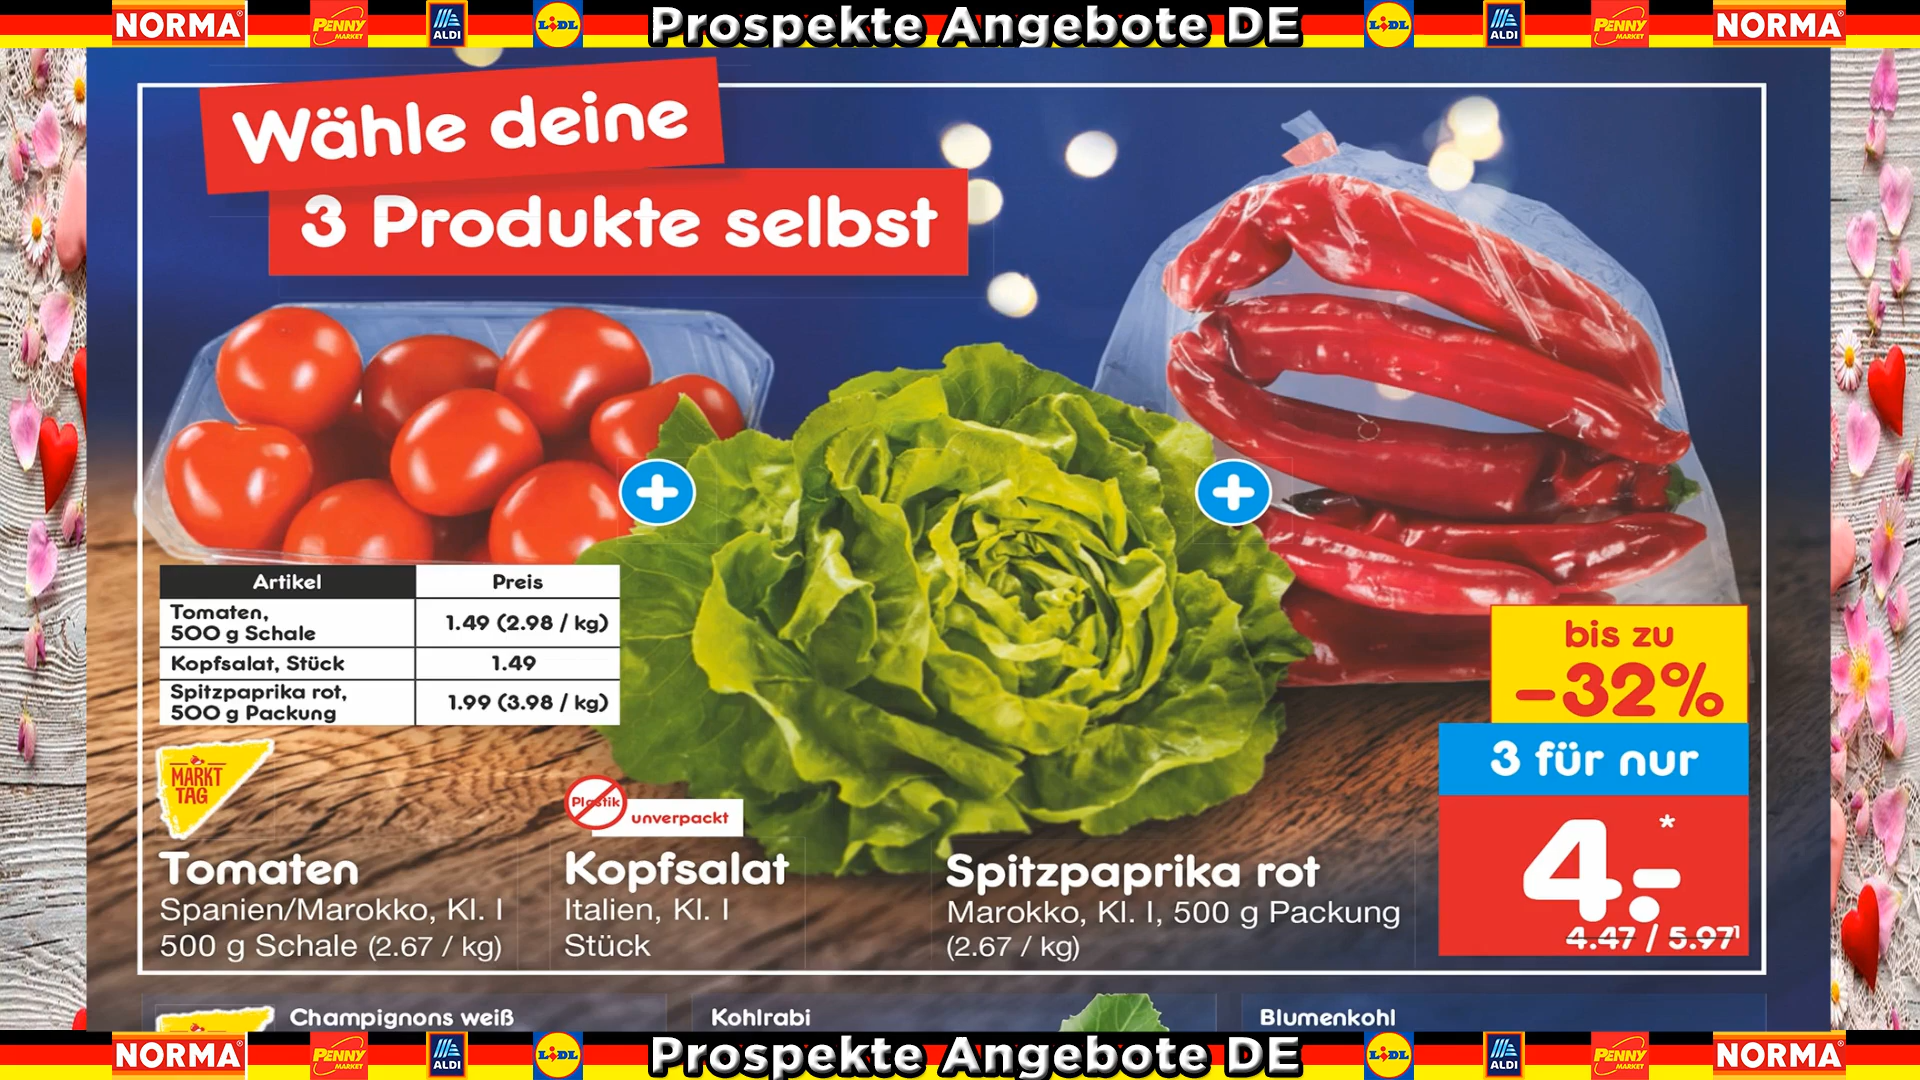 NORMA PENNY MARKET ALDI LIDL Prospekte Angebote DE LIDL ALDI PENNY MARKET NORMA
Wähle deine
3 Produkte selbst
Artikel Preis
Tomaten, 500 g Schale 1.49 (2.98 / kg)
Kopfsalat, Stück 1.49
Spitzpaprika rot, 500 g Packung 1.99 (3.98 / kg)
MARKT
TAG
Plastik
unverpackt
Tomaten
Spanien/Marokko, Kl. I
500 g Schale (2.67 / kg)
Kopfsalat
Italien, Kl. I
Stück
Spitzpaprika rot
Marokko, Kl. I, 500 g Packung
(2.67 / kg)
bis zu
-32%
3 für nur
4.-*
4.47 / 5.97¹
Champignons weiß
Kohlrabi
Blumenkohl
NORMA PENNY MARKET ALDI LIDL Prospekte Angebote DE LIDL ALDI PENNY MARKET NORMA